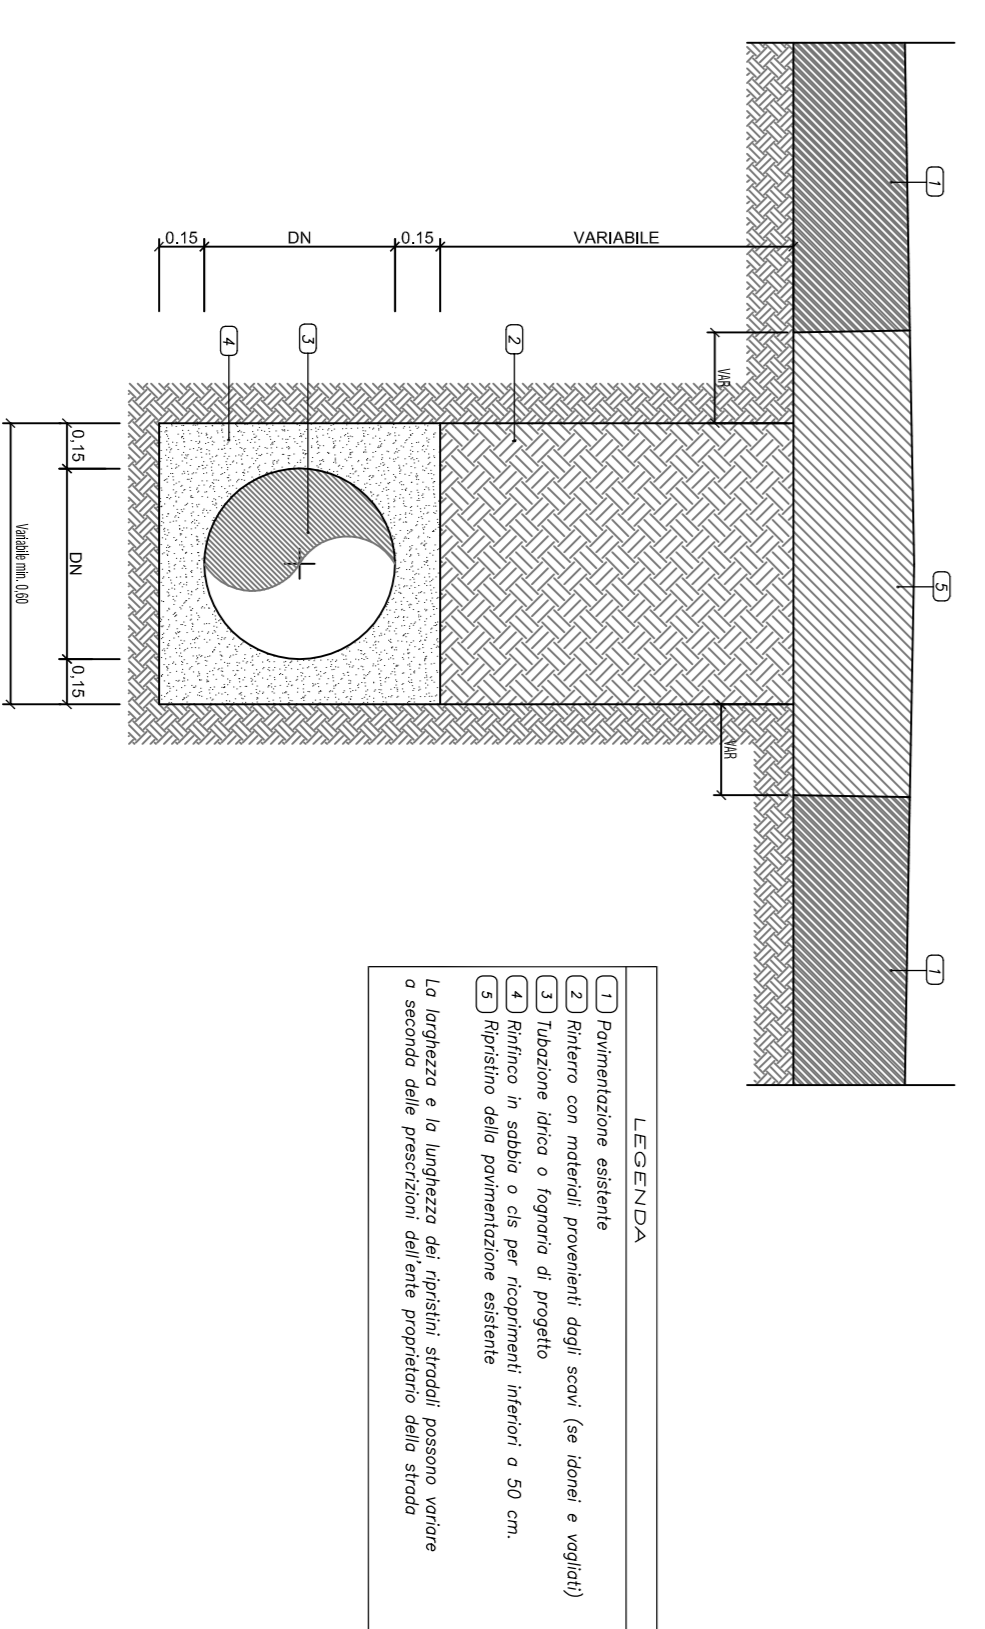 1
5
1
VAR
VAR
VARIABILE
0.15
DN
0.15
2
3
4
0,15
DN
0,15
Variabile min. 0,60
LEGENDA
1 Pavimentazione esistente
2 Rinterro con materiali provenienti dagli scavi (se idonei e vagliati)
3 Tubazione idrica o fognaria di progetto
4 Rinfinco in sabbia o cls per ricoprimenti inferiori a 50 cm.
5 Ripristino della pavimentazione esistente
La larghezza e la lunghezza dei ripristini stradali possono variare
a seconda delle prescrizioni dell'ente proprietario della strada